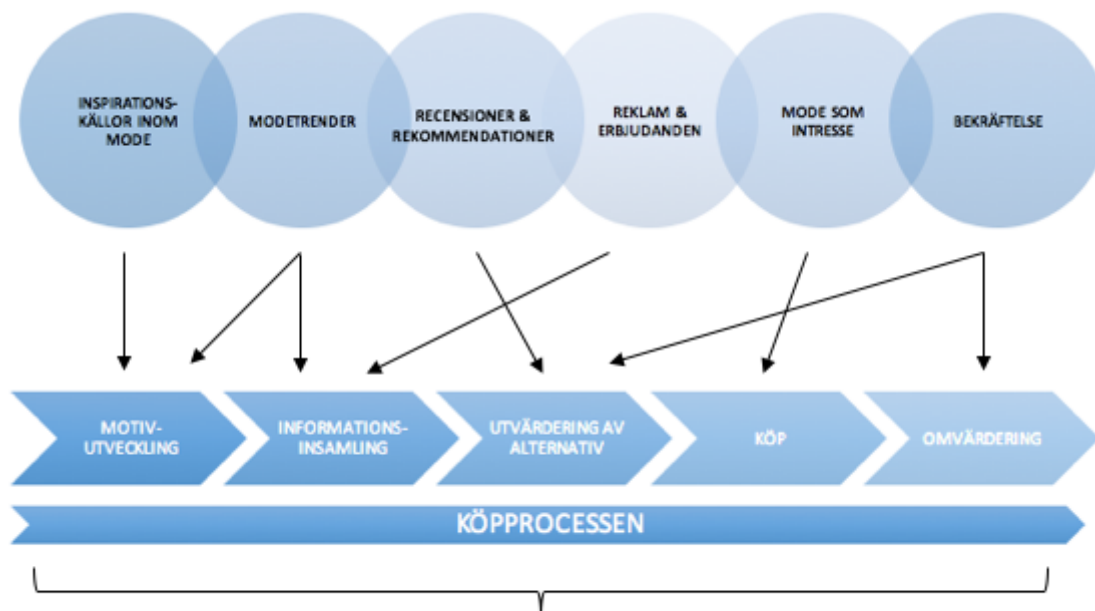 INSPIRATIONS-
KÄLLOR INOM
MODE
MODETRENDER
RECENSIONER &
REKOMMENDATIONER
REKLAM &
ERBJUDANDEN
MODE SOM
INTRESSE
BEKRÄFTELSE
MOTIV-
UTVECKLING
INFORMATIONS-
INSAMLING
UTVÄRDERING AV
ALTERNATIV
KÖP
OMVÄRDERING
KÖPPROCESSEN